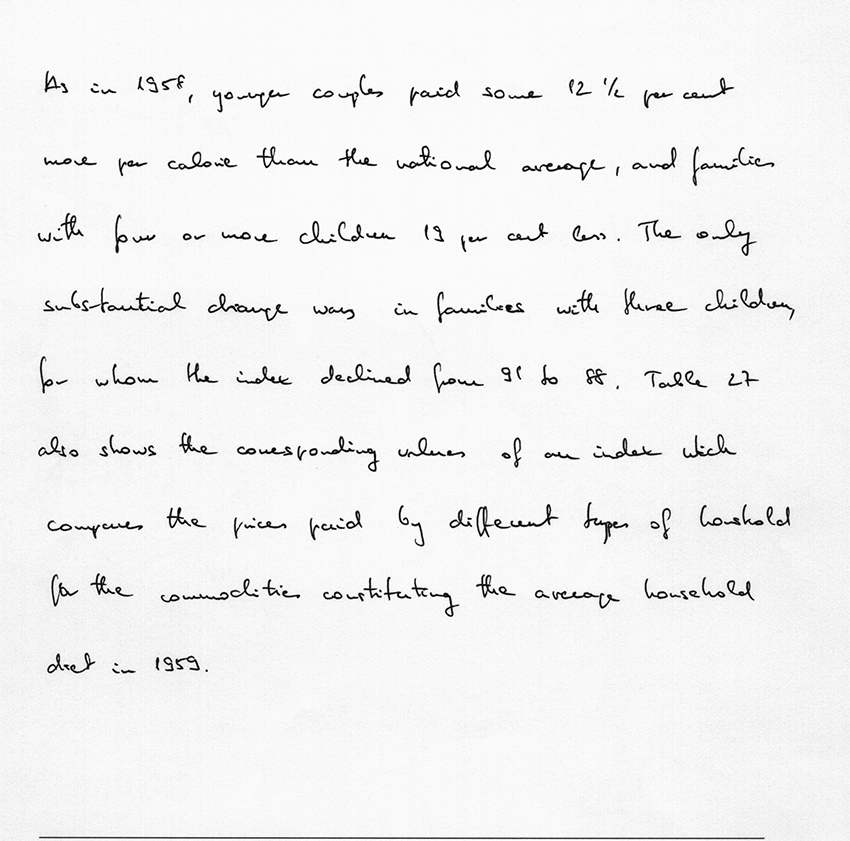 As in 1958, younger couples paid some 12 1/2 per cent
more per calorie than the national average, and families
with four or more children 19 per cent less. The only
substantial change was in families with three children,
for whom the index declined from 91 to 88. Table 27
also shows the corresponding values of an index which
compares the prices paid by different types of houshold
for the commodities constituting the average household
diet in 1959.